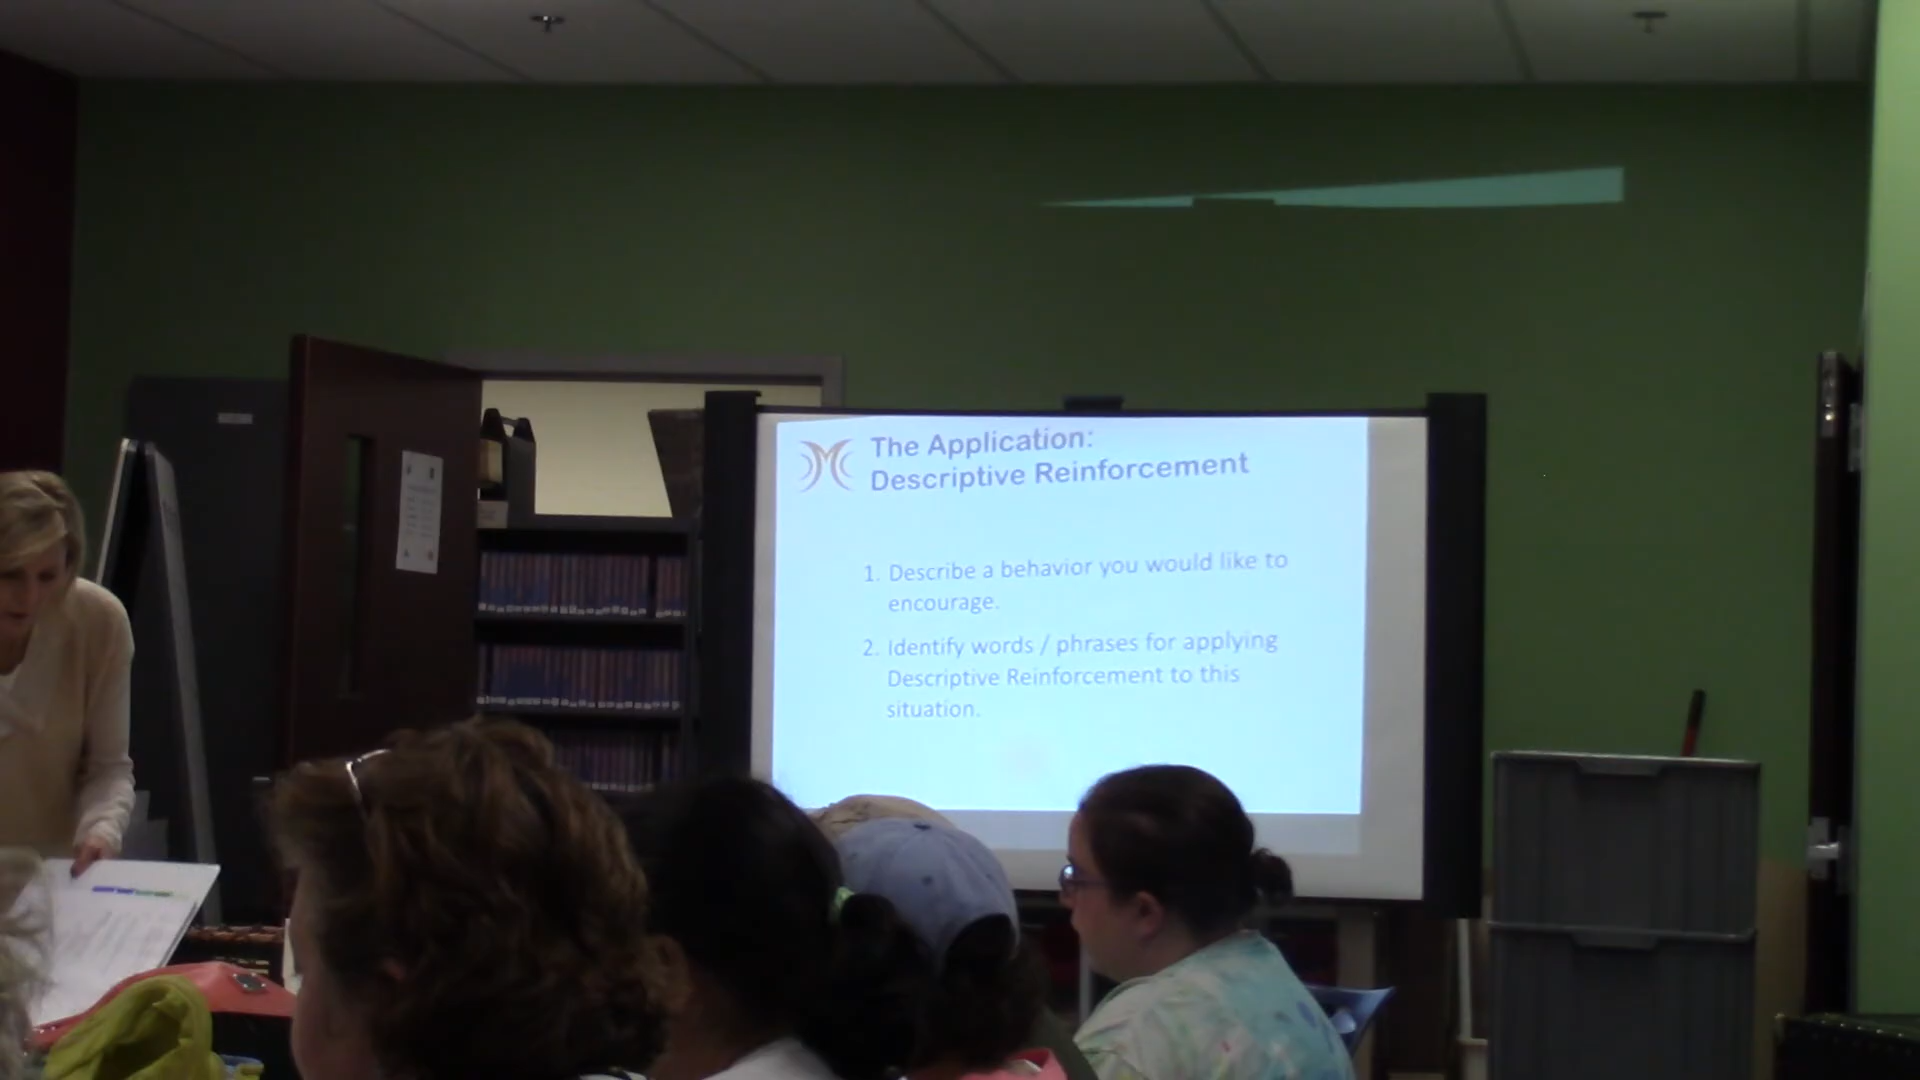 The Application:
Descriptive Reinforcement
1. Describe a behavior you would like to
encourage.
2. Identify words / phrases for applying
Descriptive Reinforcement to this
situation.